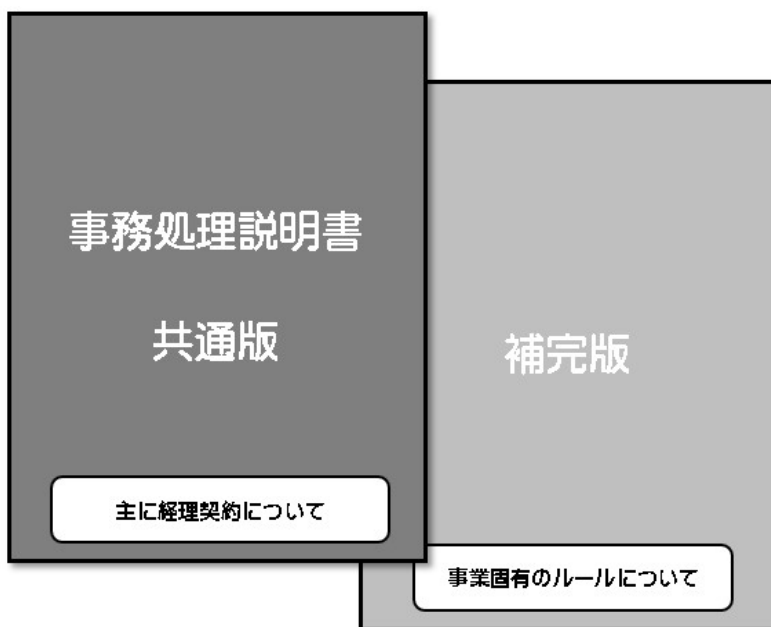 事務処理説明書
共通版
主に経理契約について
補完版
事業固有のルールについて